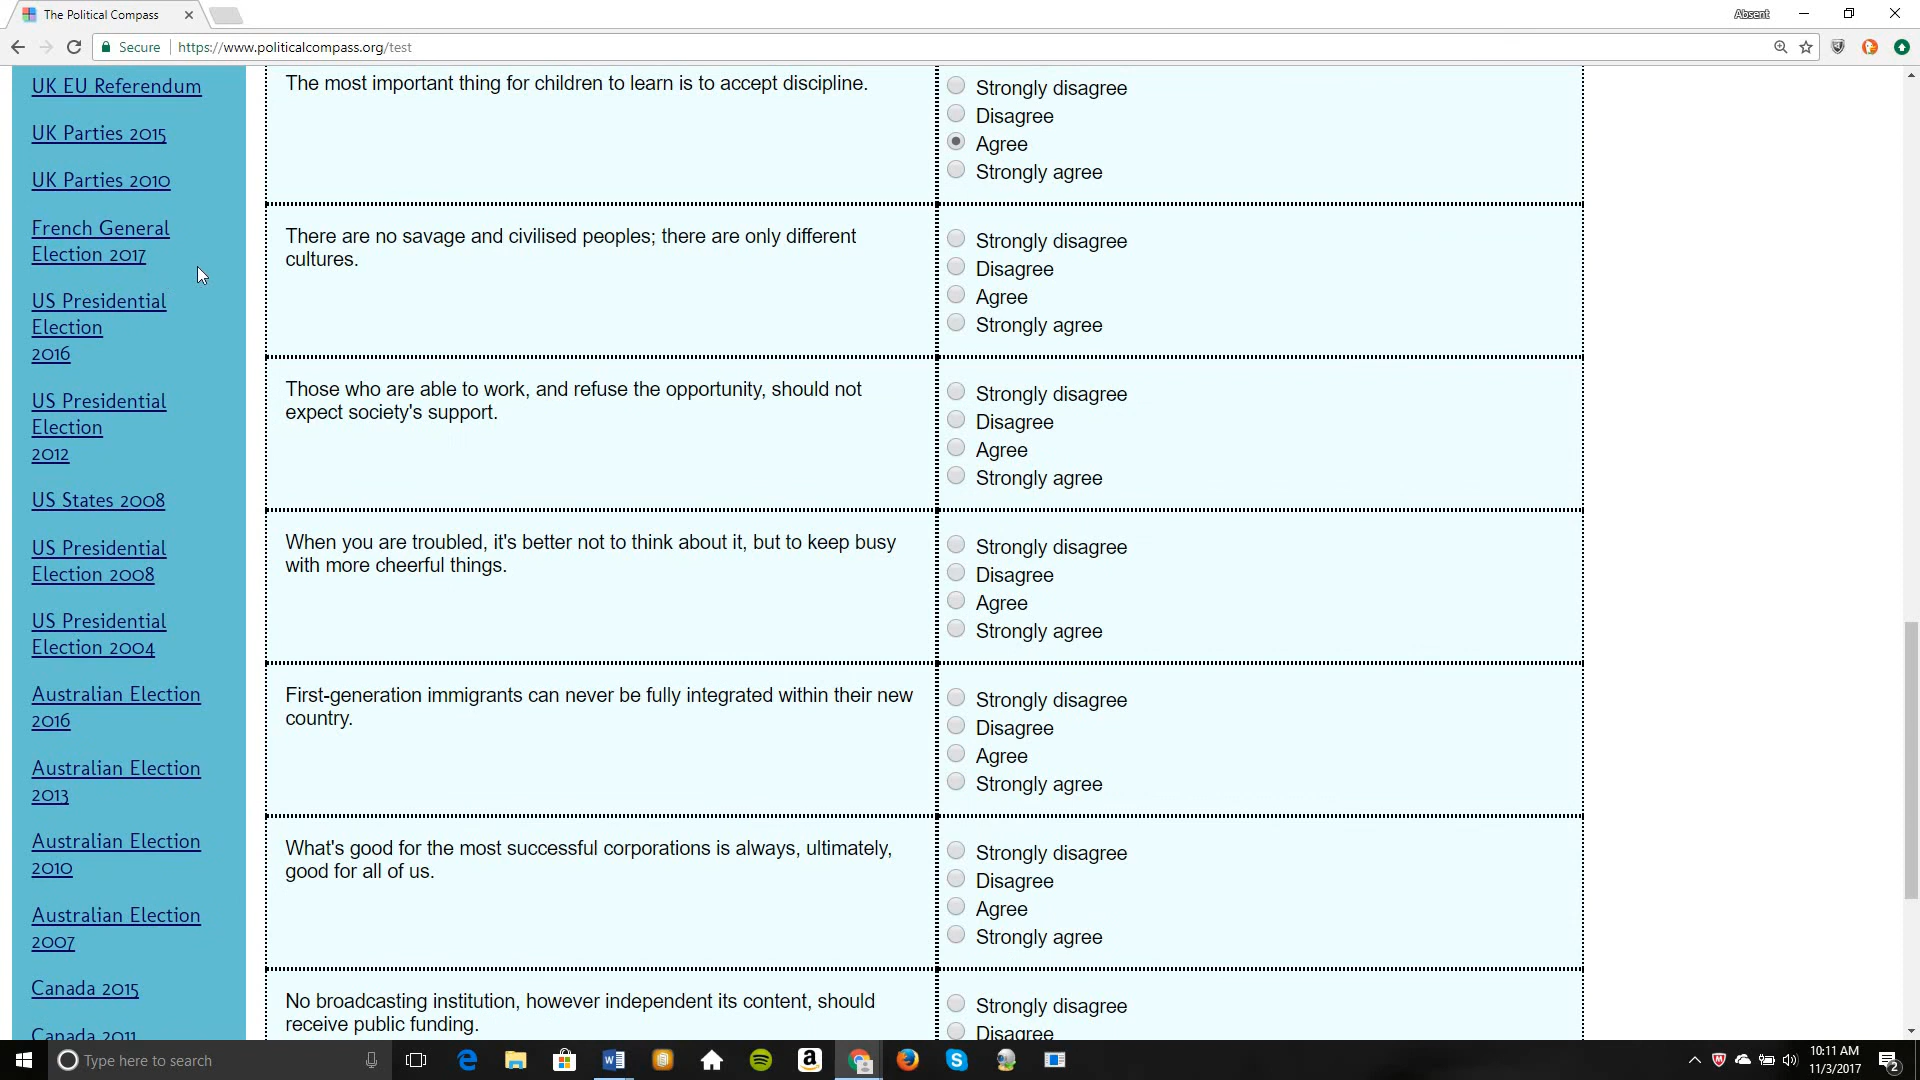 The Political Compass
Absent
Secure
https://www.politicalcompass.org/test
UK EU Referendum
UK Parties 2015
UK Parties 2010
French General
Election 2017
US Presidential
Election
2016
US Presidential
Election
2012
US States 2008
US Presidential
Election 2008
US Presidential
Election 2004
Australian Election
2016
Australian Election
2013
Australian Election
2010
Australian Election
2007
Canada 2015
Canada 2011
The most important thing for children to learn is to accept discipline.
Strongly disagree
Disagree
Agree
Strongly agree
There are no savage and civilised peoples; there are only different
cultures.
Strongly disagree
Disagree
Agree
Strongly agree
Those who are able to work, and refuse the opportunity, should not
expect society's support.
Strongly disagree
Disagree
Agree
Strongly agree
When you are troubled, it's better not to think about it, but to keep busy
with more cheerful things.
Strongly disagree
Disagree
Agree
Strongly agree
First-generation immigrants can never be fully integrated within their new
country.
Strongly disagree
Disagree
Agree
Strongly agree
What's good for the most successful corporations is always, ultimately,
good for all of us.
Strongly disagree
Disagree
Agree
Strongly agree
No broadcasting institution, however independent its content, should
receive public funding.
Strongly disagree
Disagree
Type here to search
10:11 AM
11/3/2017
2